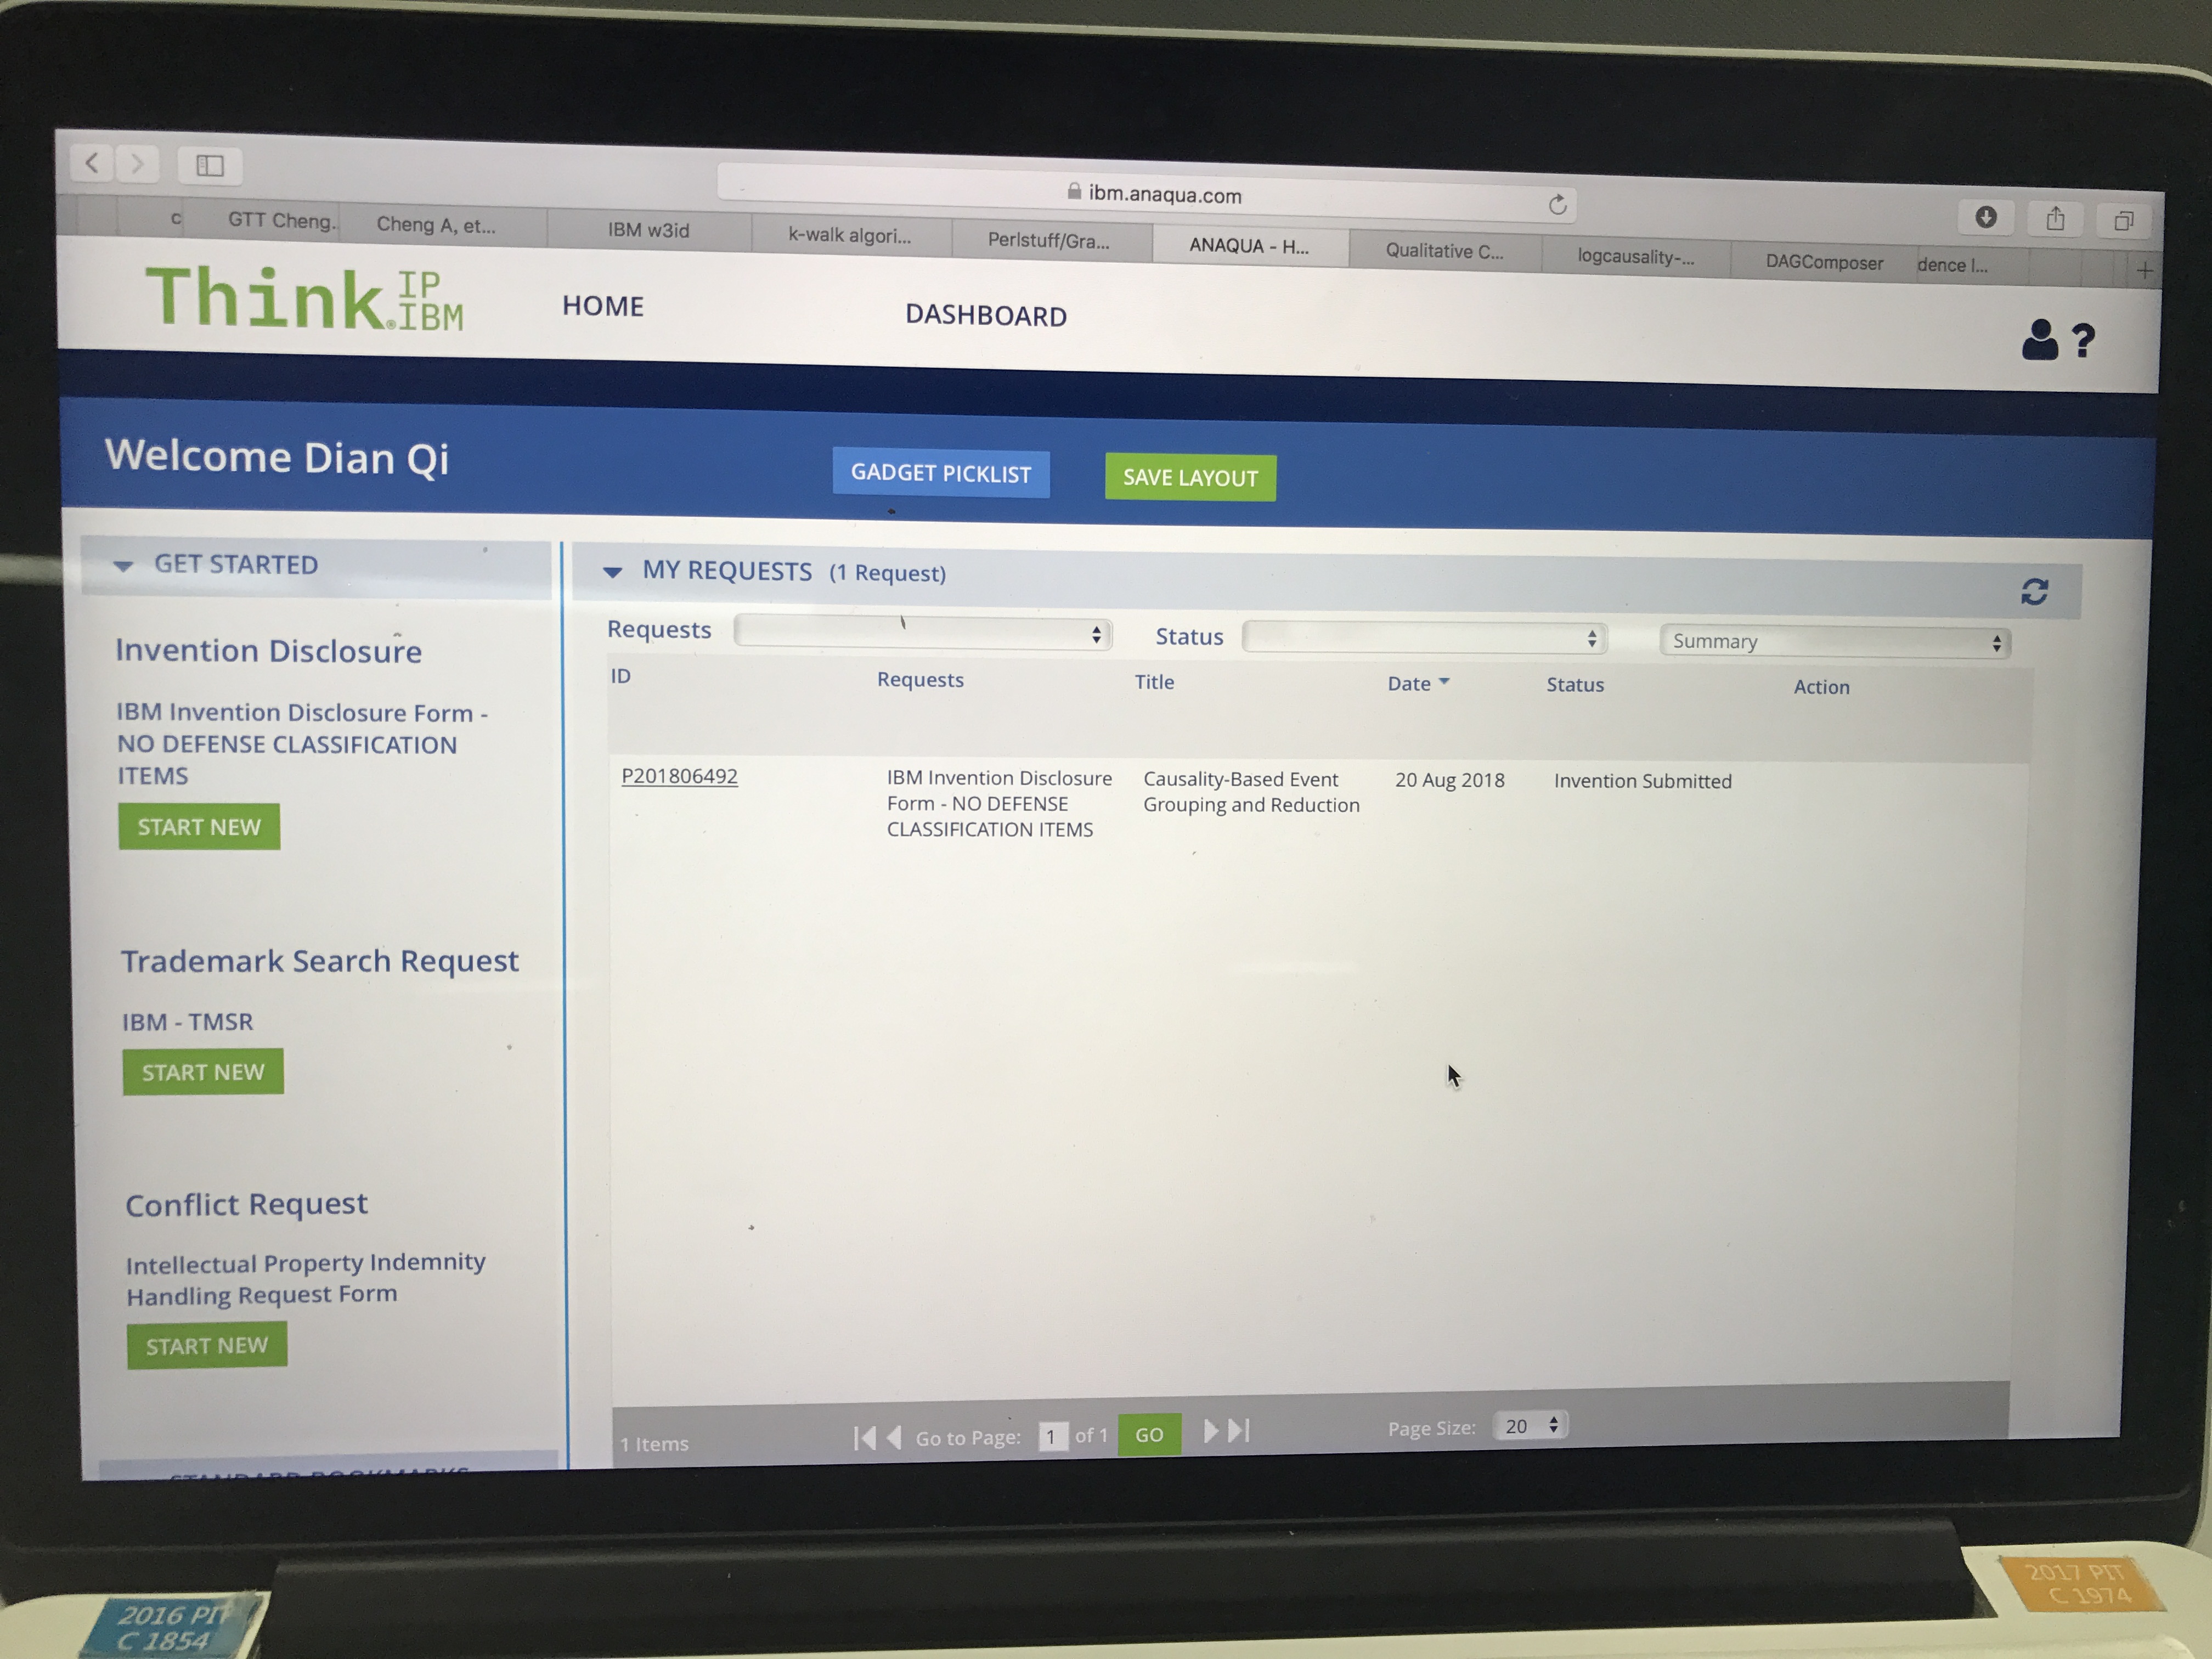 ibm.anaqua.com
c
GTT Cheng.
Cheng A, et...
IBM w3id
k-walk algori...
Perlstuff/Gra...
ANAQUA - H...
Qualitative C...
logcausality-...
DAGComposer
dence l...
Think IP
IBM
HOME
DASHBOARD
?
Welcome Dian Qi
GADGET PICKLIST
SAVE LAYOUT
GET STARTED
Invention Disclosure
IBM Invention Disclosure Form -
NO DEFENSE CLASSIFICATION
ITEMS
START NEW
Trademark Search Request
IBM - TMSR
START NEW
Conflict Request
Intellectual Property Indemnity
Handling Request Form
START NEW
STANDARD BOOKMARKS
MY REQUESTS (1 Request)
Requests
Status
Summary
ID
Requests
Title
Date
Status
Action
P201806492
IBM Invention Disclosure
Form - NO DEFENSE
CLASSIFICATION ITEMS
Causality-Based Event
Grouping and Reduction
20 Aug 2018
Invention Submitted
1 Items
Go to Page: 1 of 1 GO
Page Size: 20
2016 PIT
C 1854
2017 PIT
C 1974